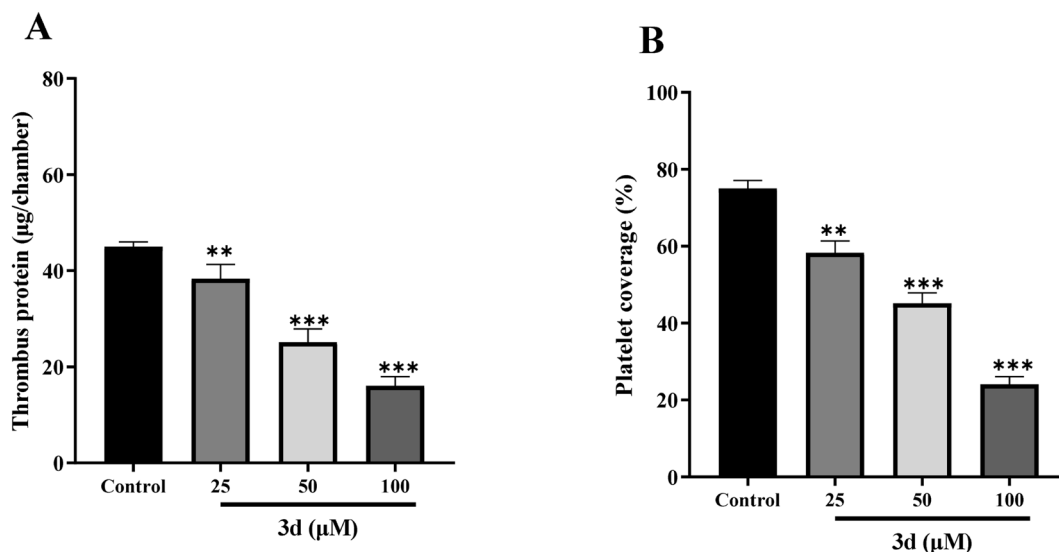 A
Thrombus protein (μg/chamber)
80
60
40
20
0
**
***
***
Control 25 50 100
3d (μM)
B
Platelet coverage (%)
100
80
60
40
20
0
**
***
***
Control 25 50 100
3d (μM)